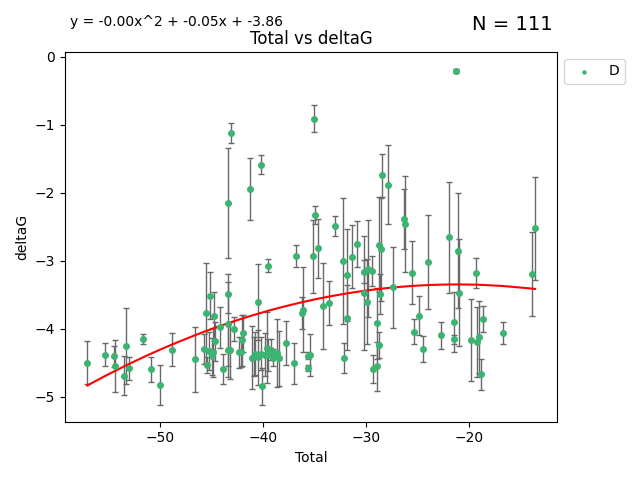 y = -0.00x^2 + -0.05x + -3.86
N = 111
Total vs deltaG
D
0
−1
−2
−3
−4
−5
deltaG
−50
−40
−30
−20
Total